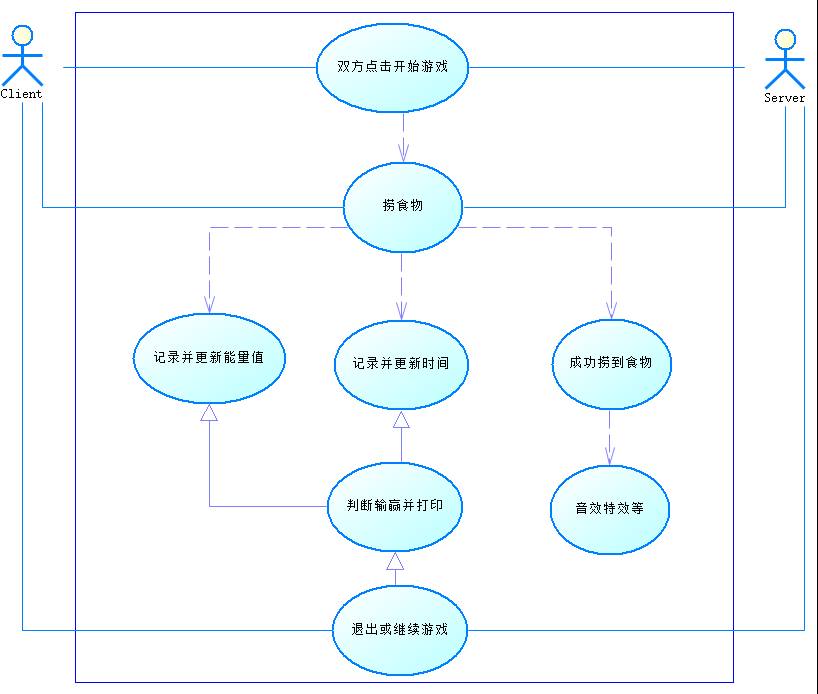 双方点击开始游戏
Client
Server
捞食物
记录并更新能量值
记录并更新时间
成功捞到食物
判断输赢并打印
音效特效等
退出或继续游戏